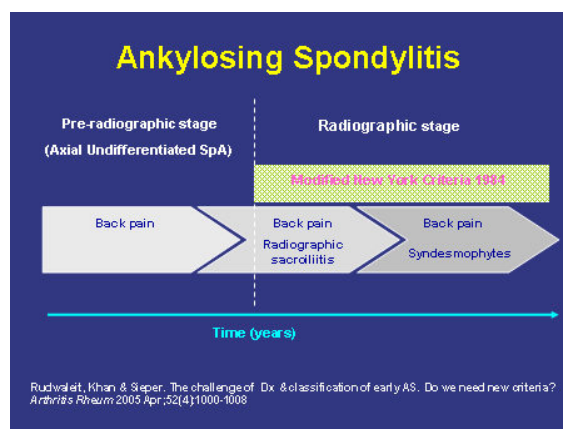 Ankylosing Spondylitis
Pre-radiographic stage
(Axial Undifferentiated SpA)
Radiographic stage
Modified New York Criteria 1984
Back pain
Back pain
Radiographic
sacroiliitis
Back pain
Syndesmophytes
Time (years)
Rudwaleit, Khan & Sieper. The challenge of Dx & classification of early AS. Do we need new criteria?
Arthritis Rheum 2005 Apr;52(4):1000-1008